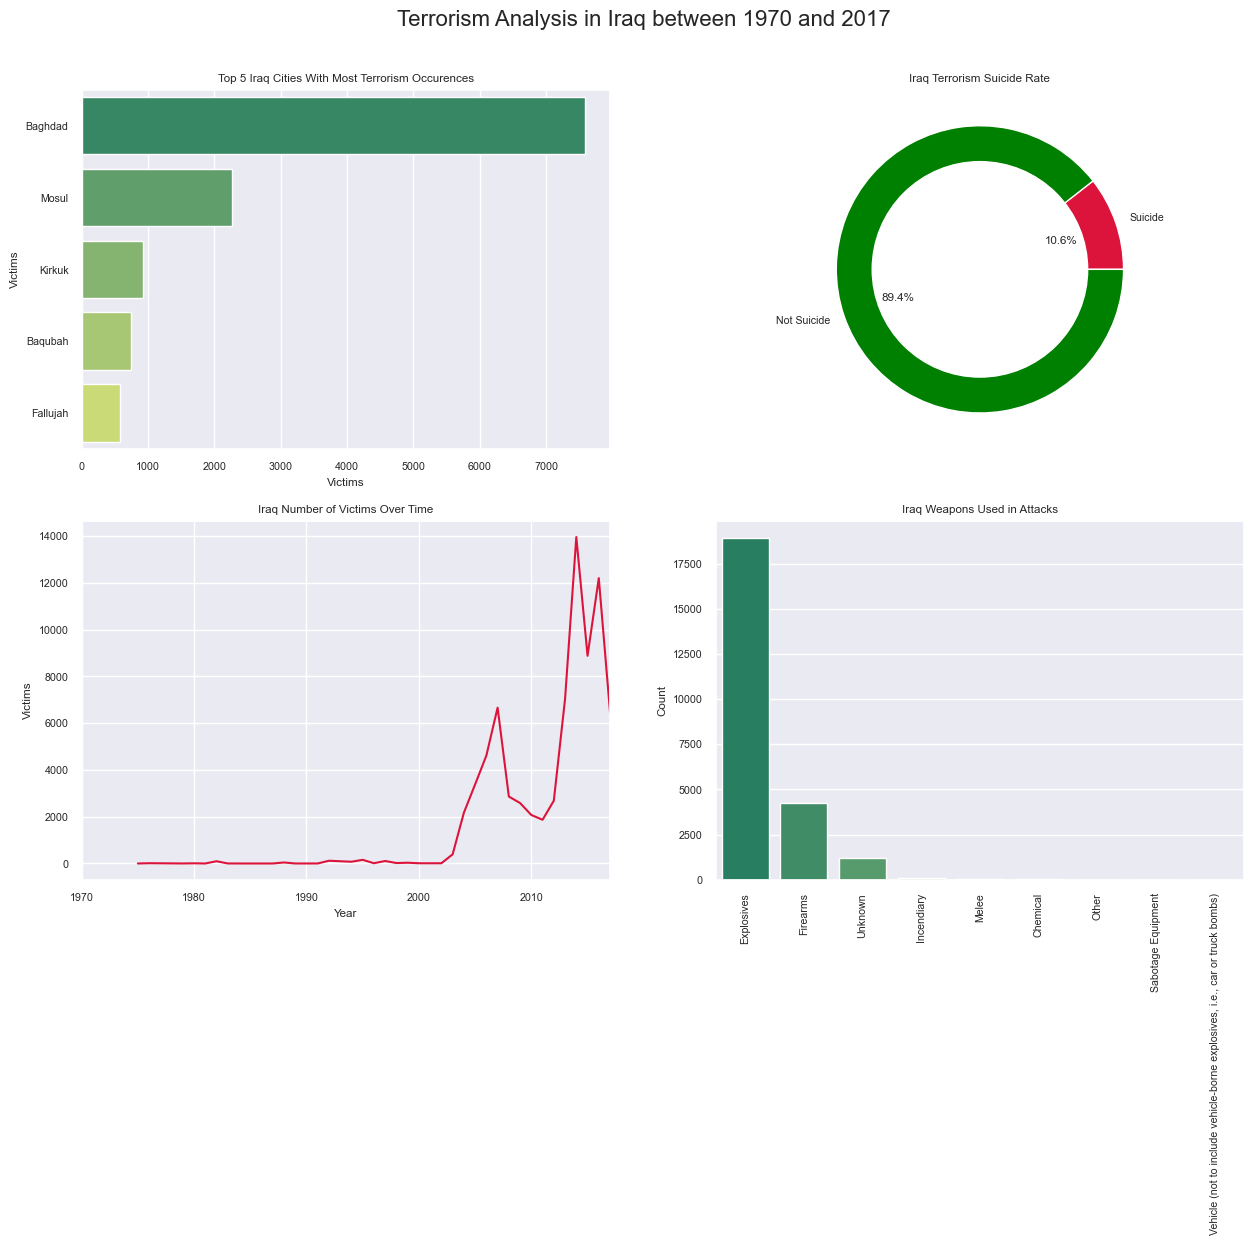 Terrorism Analysis in Iraq between 1970 and 2017
Top 5 Iraq Cities With Most Terrorism Occurences
Victims
Baghdad
Mosul
Kirkuk
Baqubah
Fallujah
0 1000 2000 3000 4000 5000 6000 7000
Victims
Iraq Terrorism Suicide Rate
Suicide
10.6%
89.4%
Not Suicide
Iraq Number of Victims Over Time
Victims
14000
12000
10000
8000
6000
4000
2000
0
1970 1980 1990 2000 2010
Year
Iraq Weapons Used in Attacks
Count
17500
15000
12500
10000
7500
5000
2500
0
Explosives
Firearms
Unknown
Incendiary
Melee
Chemical
Other
Sabotage Equipment
Vehicle (not to include vehicle-borne explosives, i.e., car or truck bombs)